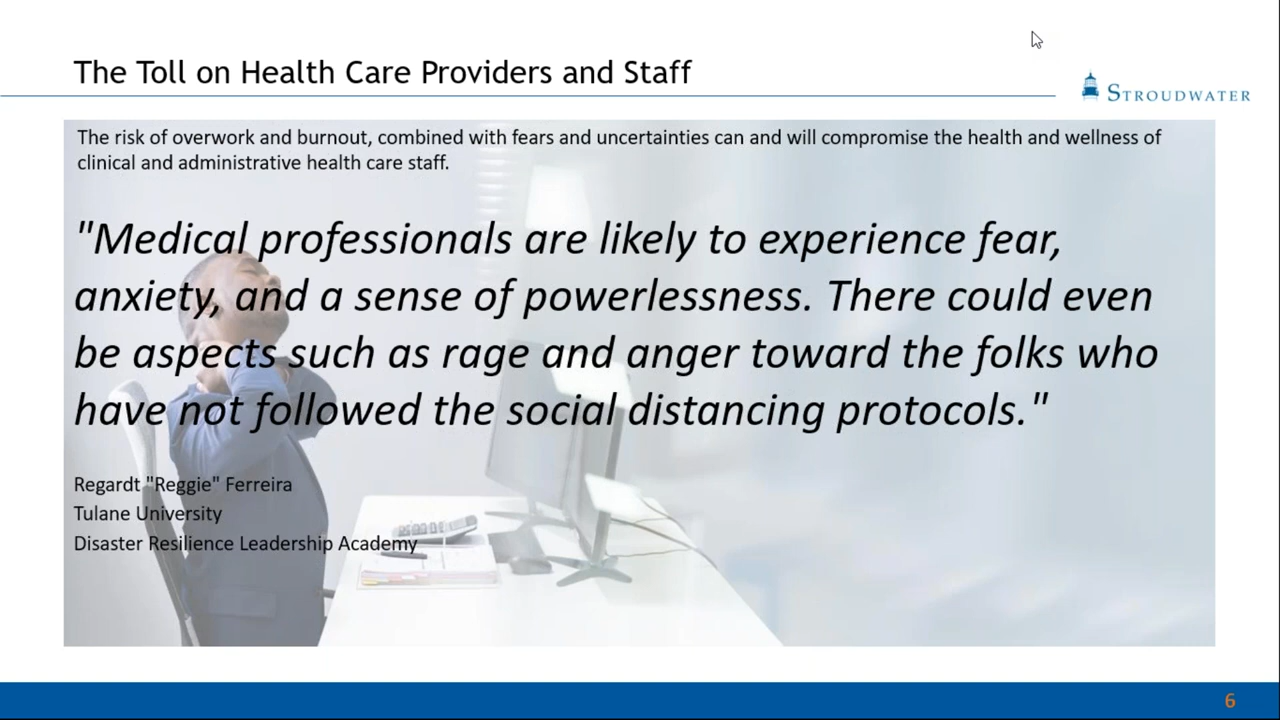 The Toll on Health Care Providers and Staff
STROUDWATER
The risk of overwork and burnout, combined with fears and uncertainties can and will compromise the health and wellness of
clinical and administrative health care staff.
"Medical professionals are likely to experience fear,
anxiety, and a sense of powerlessness. There could even
be aspects such as rage and anger toward the folks who
have not followed the social distancing protocols."
Regardt "Reggie" Ferreira
Tulane University
Disaster Resilience Leadership Academy
6